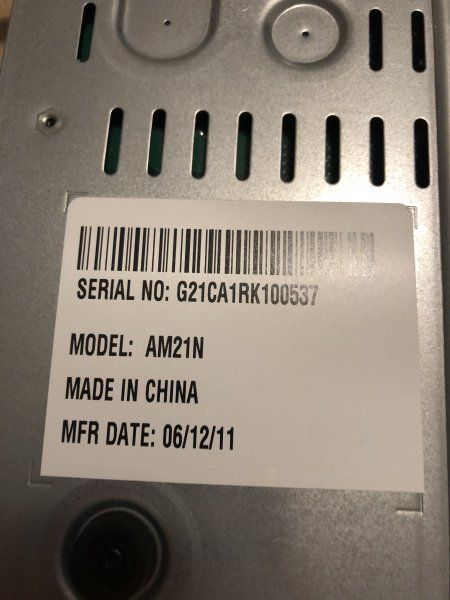 SERIAL NO: G21CA1RK100537
MODEL: AM21N
MADE IN CHINA
MFR DATE: 06/12/11